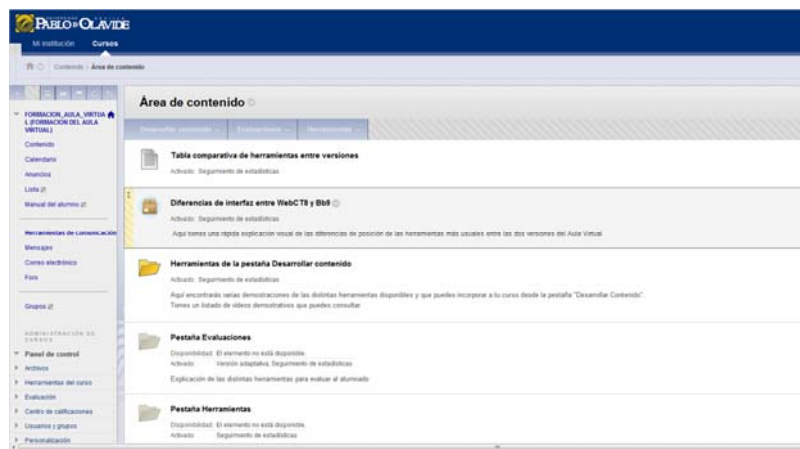 PABLO DE OLAVIDE
Mi institución Cursos
Contenido > Área de contenido
FORMACION_AULA_VIRTUA
L (FORMACION DEL AULA
VIRTUAL)
Contenido
Calendario
Anuncios
Lista
Manual del alumno
Herramientas de comunicación
Mensajes
Correo electrónico
Foro
Grupos
ADMINISTRACIÓN DE
CURSOS
Panel de control
Archivos
Herramientas del curso
Evaluación
Centro de calificaciones
Usuarios y grupos
Personalización
Área de contenido
Desarrollar contenido Evaluaciones Herramientas
Tabla comparativa de herramientas entre versiones
Activado: Seguimiento de estadísticas
Diferencias de interfaz entre WebCT8 y Bb9
Activado: Seguimiento de estadísticas
Aquí tienes una rápida explicación visual de las diferencias de posición de las herramientas más usuales entre las dos versiones del Aula Virtual
Herramientas de la pestaña Desarrollar contenido
Activado: Seguimiento de estadísticas
Aquí encontrarás varias demostraciones de las distintas herramientas disponibles y que puedes incorporar a tu curso desde la pestaña "Desarrollar Contenido".
Tienes un listado de vídeos demostrativos que puedes consultar.
Pestaña Evaluaciones
Disponibilidad: El elemento no está disponible.
Activado: Versión adaptativa, Seguimiento de estadísticas
Explicación de las distintas herramientas para evaluar al alumnado
Pestaña Herramientas
Disponibilidad: El elemento no está disponible.
Activado: Seguimiento de estadísticas